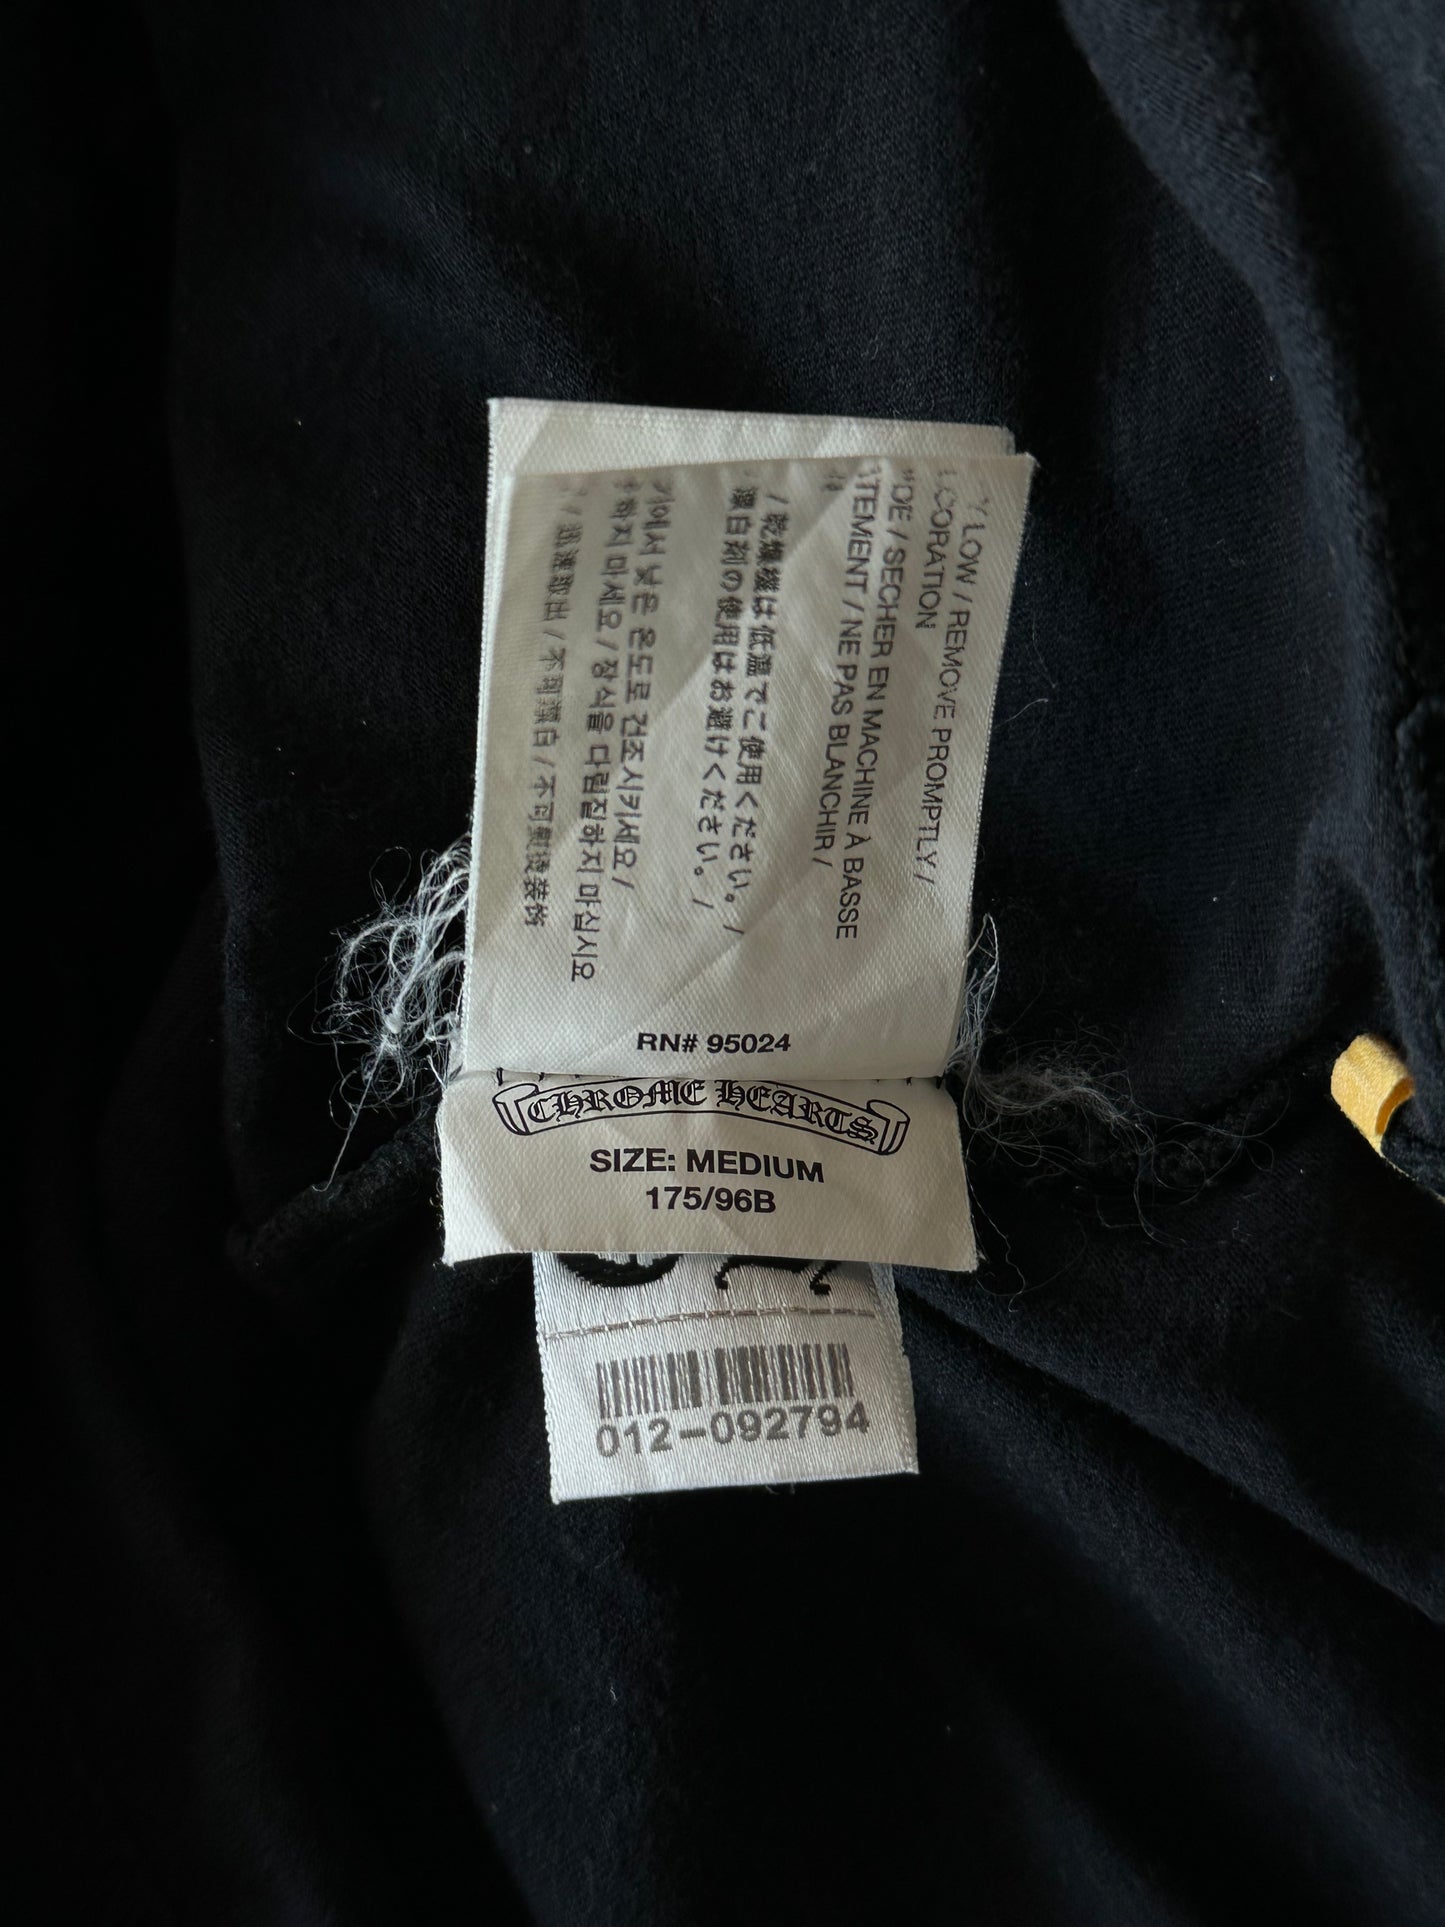 LOW / REMOVE PROMPTLY /
CORATION
DE / SECHER EN MACHINE À BASSE
TEMENT / NE PAS BLANCHIR /
/ 乾燥機は低温でご使用ください。 /
漂白剤の使用はお避けください。 /
기에서 낮은 온도로 건조시키세요 /
하지 마세요 / 장식을 다림질하지 마십시요
/ 迅速取出 / 不可漂白 / 不可熨烫装饰
RN# 95024
CHROME HEARTS
SIZE: MEDIUM
175/96B
012-092794